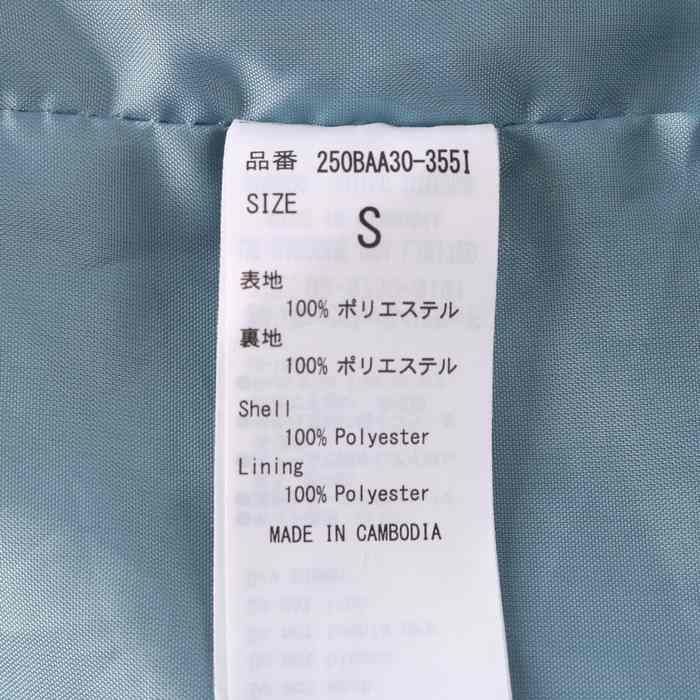 品番 250BAA30-355I
SIZE
S
表地
100% ポリエステル
裏地
100% ポリエステル
Shell
100% Polyester
Lining
100% Polyester
MADE IN CAMBODIA